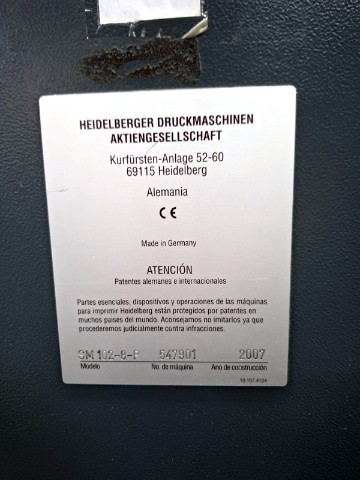 HEIDELBERGER DRUCKMASCHINEN
AKTIENGESELLSCHAFT
Kurfürsten-Anlage 52-60
69115 Heidelberg
Alemania
CE
Made in Germany
ATENCIÓN
Patentes alemanes e internacionales
Partes esenciales, dispositivos y operaciones de las máquinas
para imprimir Heidelberg están protegidos por patentes en
muchos países del mundo. Aconsejamos no imitarlos ya que
procederemos judicialmente contra infracciones.
SM 102-8-P 547901 2007
Modelo No. de máquina Ano de construcción